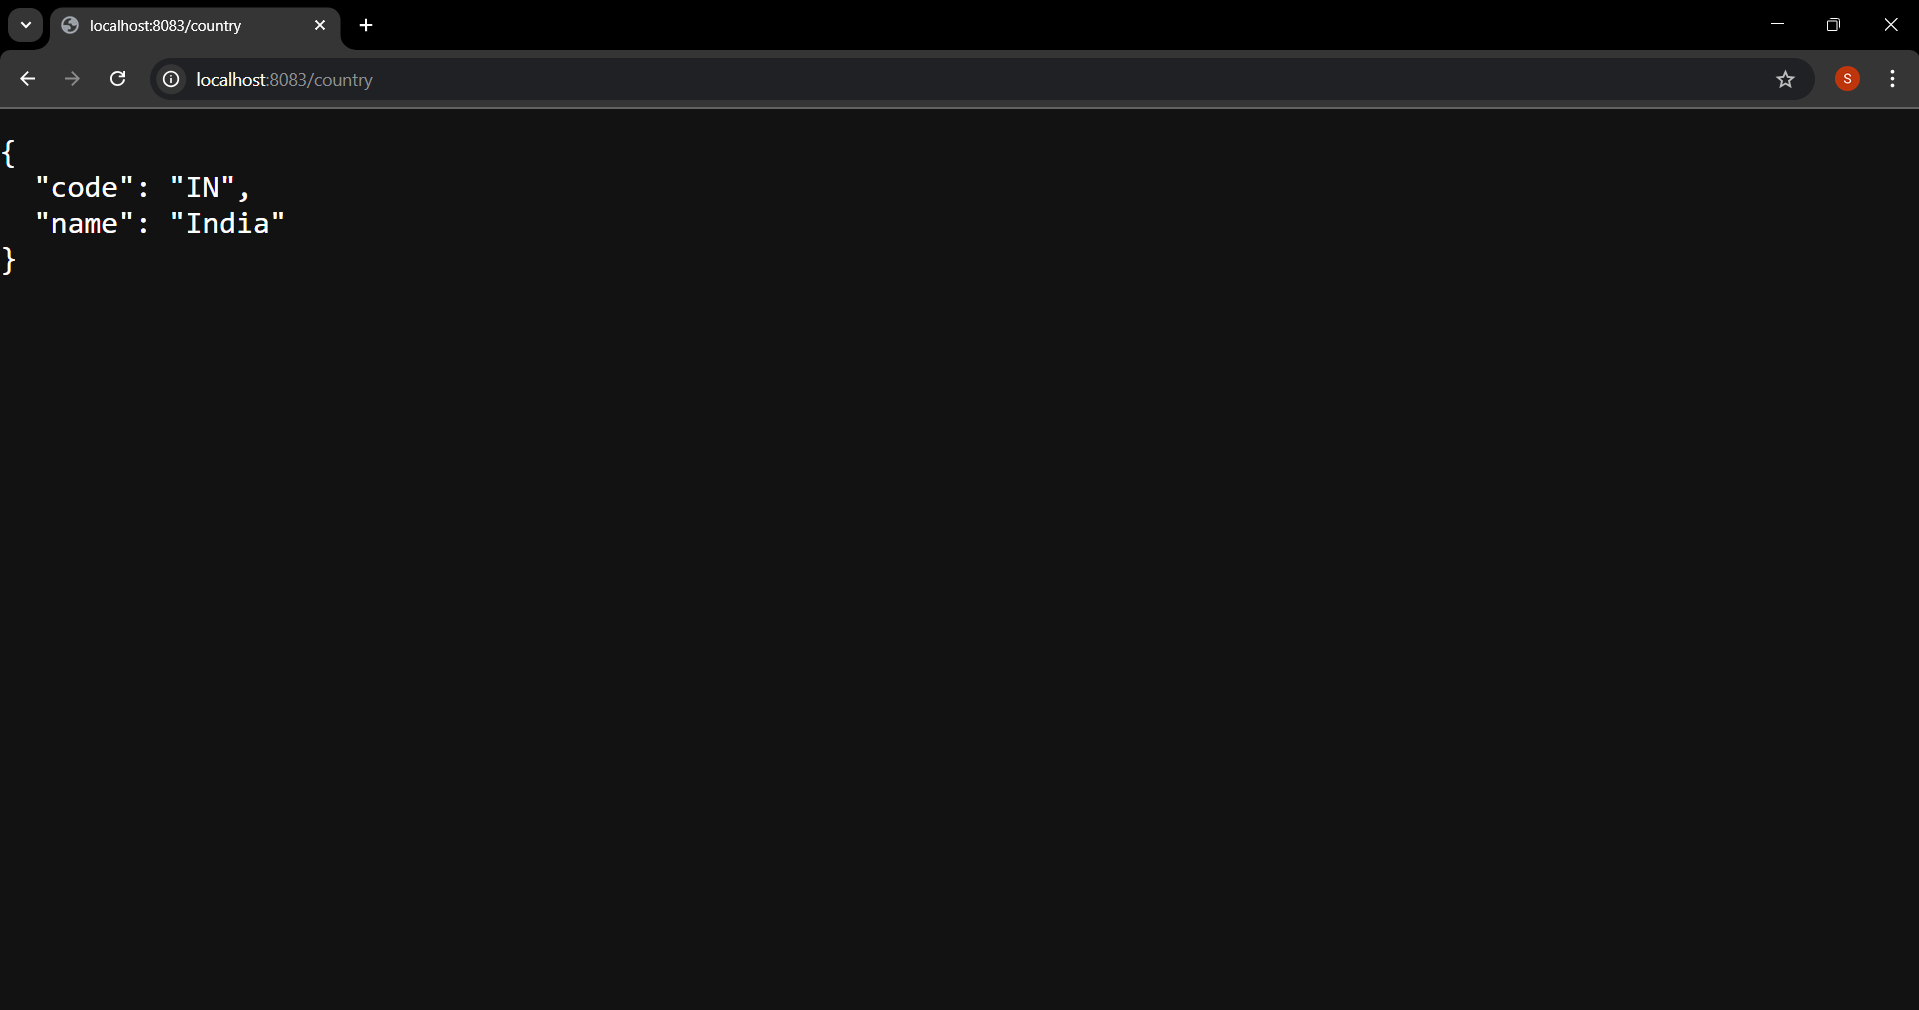 localhost:8083/country
localhost:8083/country
S
{
  "code": "IN",
  "name": "India"
}